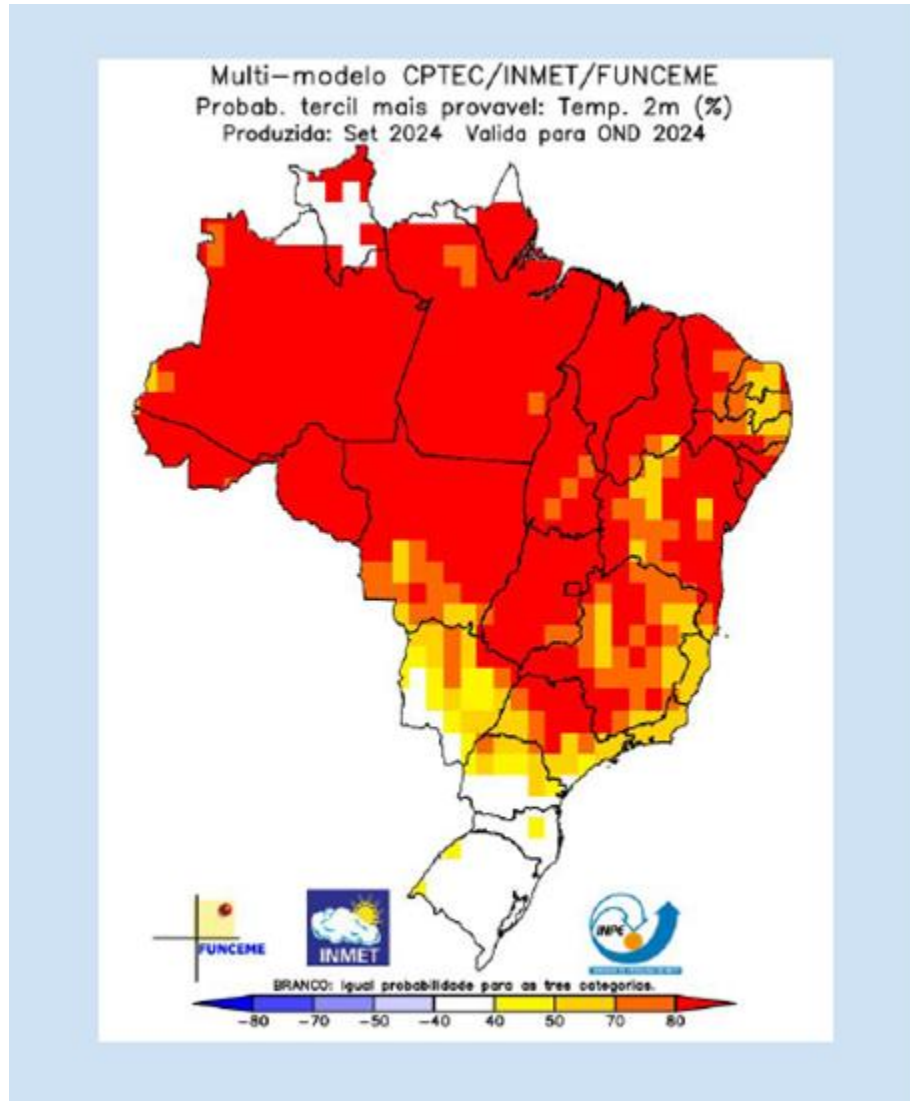 Multi-modelo CPTEC/INMET/FUNCEME
Probab. tercil mais provavel: Temp. 2m (%)
Produzida: Set 2024 Valida para OND 2024
FUNCEME
INMET
INPE
BRANCO: Igual probabilidade para as tres categorias.
-80 -70 -50 -40 40 50 70 80